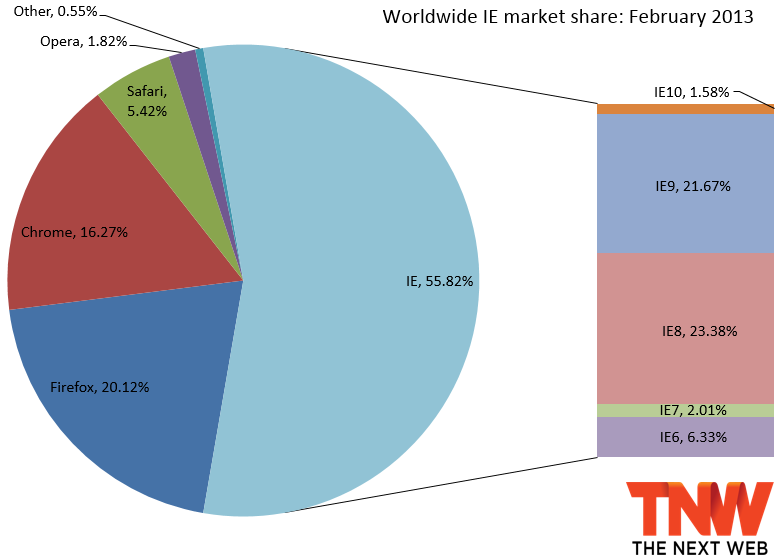 Worldwide IE market share: February 2013
Other, 0.55%
Opera, 1.82%
Safari,
5.42%
Chrome, 16.27%
Firefox, 20.12%
IE, 55.82%
IE10, 1.58%
IE9, 21.67%
IE8, 23.38%
IE7, 2.01%
IE6, 6.33%
TNW
THE NEXT WEB